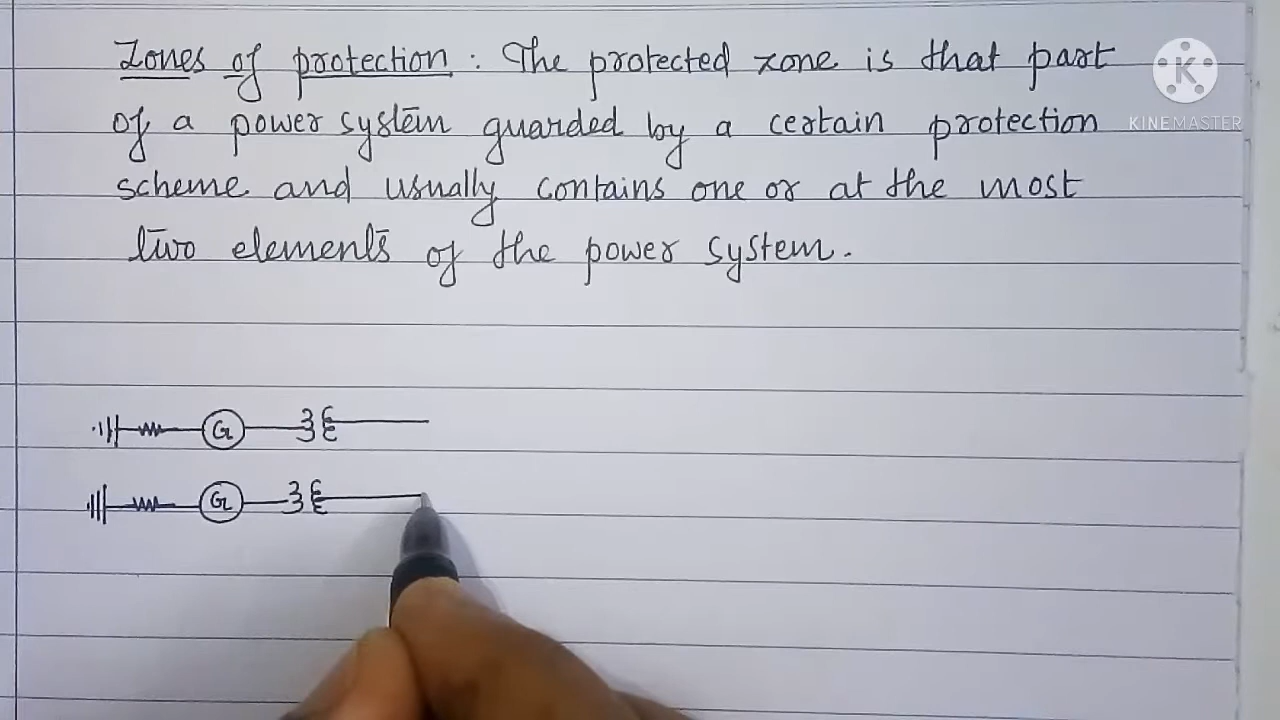 Zones of protection : The protected zone is that part
of a power system guarded by a certain protection
scheme and usually contains one or at the most
two elements of the power system.
K
KINEMASTER
G
G